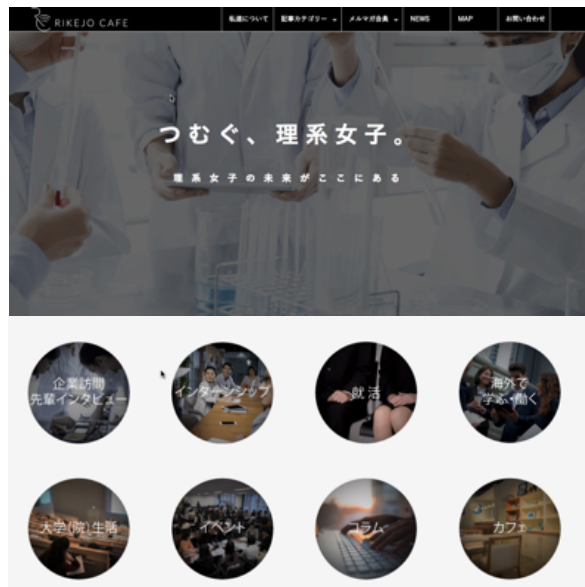 RIKEJO CAFE
私達について 記事カテゴリー メルマガ会員 NEWS MAP お問い合わせ
つむぐ、理系女子。
理系女子の未来がここにある
企業訪問
先輩インタビュー
インターンシップ
就活
海外で
学ぶ・働く
大学(院)生活
イベント
コラム
カフェ